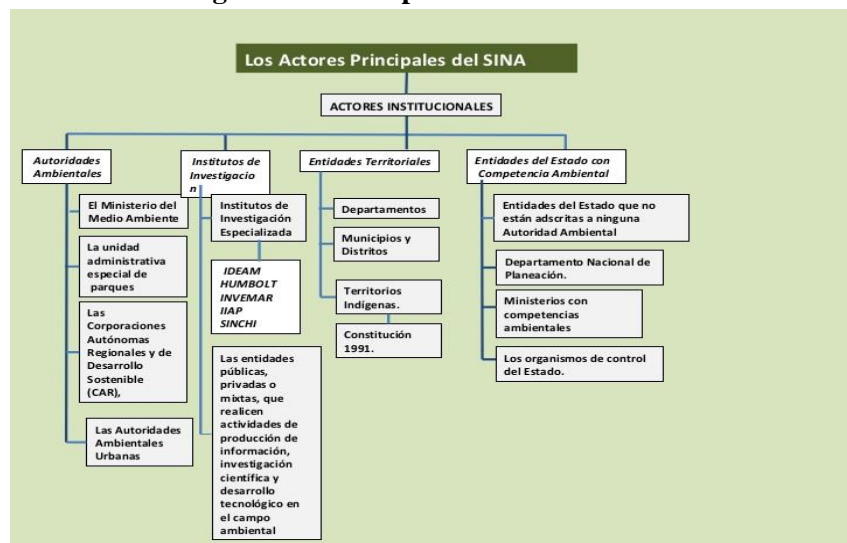 Los Actores Principales del SINA
ACTORES INSTITUCIONALES
Autoridades
Ambientales
El Ministerio del
Medio Ambiente
La unidad
administrativa
especial de
parques
Las
Corporaciones
Autónomas
Regionales y de
Desarrollo
Sostenible
(CAR),
Las Autoridades
Ambientales
Urbanas
Institutos de
Investigacio
n
Institutos de
Investigación
Especializada
IDEAM
HUMBOLT
INVEMAR
IIAP
SINCHI
Las entidades
públicas,
privadas o
mixtas, que
realicen
actividades de
producción de
información,
investigación
científica y
desarrollo
tecnológico en
el campo
ambiental
Entidades Territoriales
Departamentos
Municipios y
Distritos
Territorios
Indígenas.
Constitución
1991.
Entidades del Estado con
Competencia Ambiental
Entidades del Estado que no
están adscritas a ninguna
Autoridad Ambiental
Departamento Nacional de
Planeación.
Ministerios con
competencias
ambientales
Los organismos de control
del Estado.